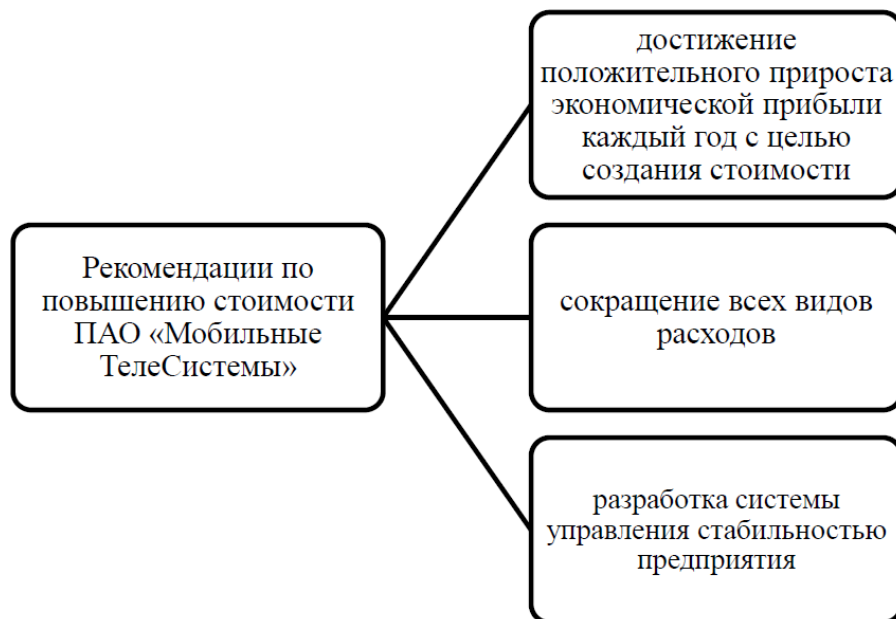 достижение
положительного прироста
экономической прибыли
каждый год с целью
создания стоимости
Рекомендации по
повышению стоимости
ПАО «Мобильные
ТелеСистемы»
сокращение всех видов
расходов
разработка системы
управления стабильностью
предприятия